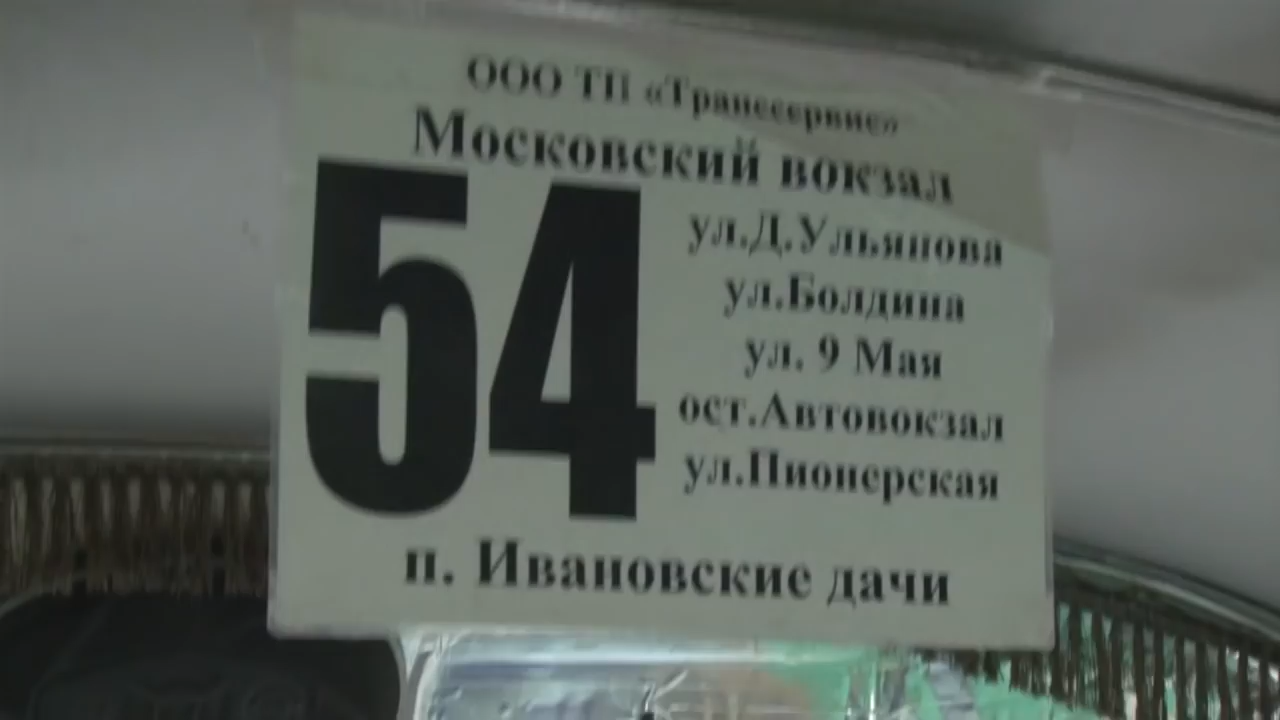 ООО ТП «Транссервис»
Московский вокзал
54
ул.Д.Ульянова
ул.Болдина
ул. 9 Мая
ост.Автовокзал
ул.Пионерская
п. Ивановские дачи